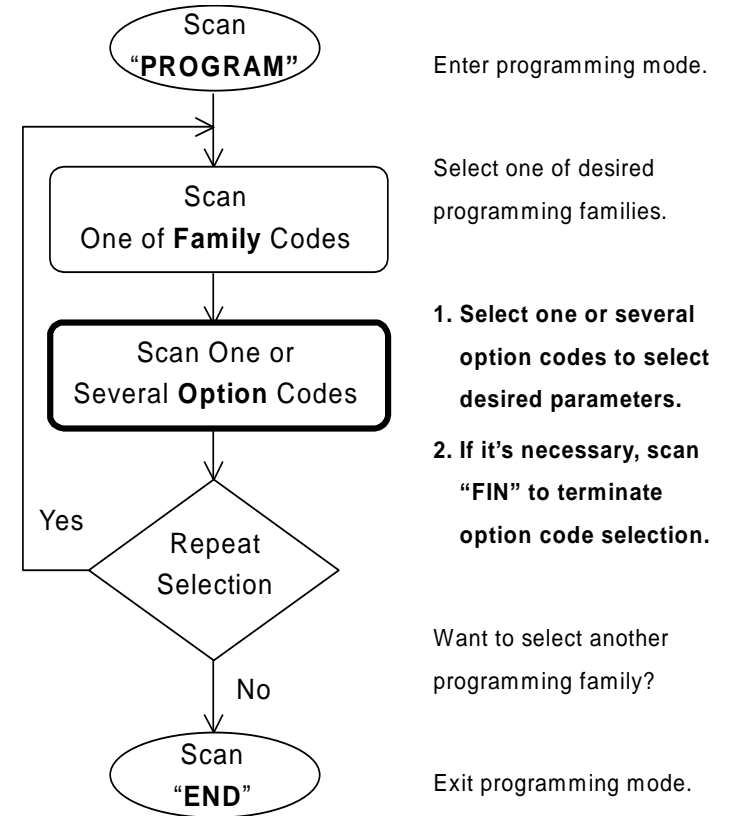 Scan
“PROGRAM”
Enter programming mode.
Scan
One of Family Codes
Select one of desired
programming families.
Scan One or
Several Option Codes
1. Select one or several
option codes to select
desired parameters.
2. If it’s necessary, scan
“FIN” to terminate
option code selection.
Yes
Repeat
Selection
Want to select another
programming family?
No
Scan
“END”
Exit programming mode.